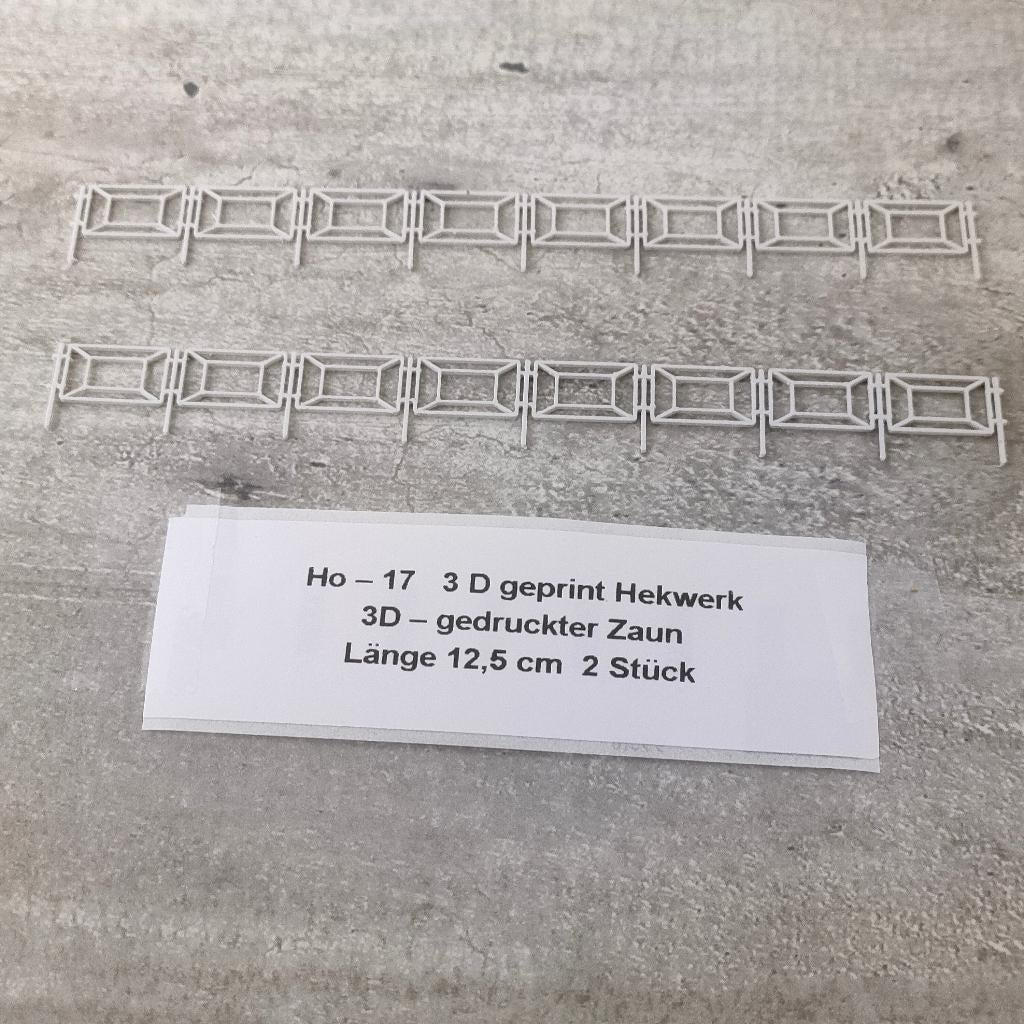 Ho – 17 3 D geprint Hekwerk
3D – gedruckter Zaun
Länge 12,5 cm 2 Stück